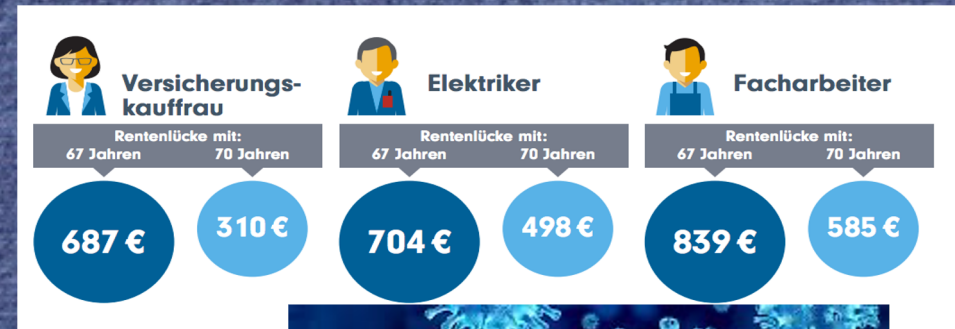 Versicherungs-
kauffrau
Rentenlücke mit:
67 Jahren 70 Jahren
687 € 310 €
Elektriker
Rentenlücke mit:
67 Jahren 70 Jahren
704 € 498 €
Facharbeiter
Rentenlücke mit:
67 Jahren 70 Jahren
839 € 585 €